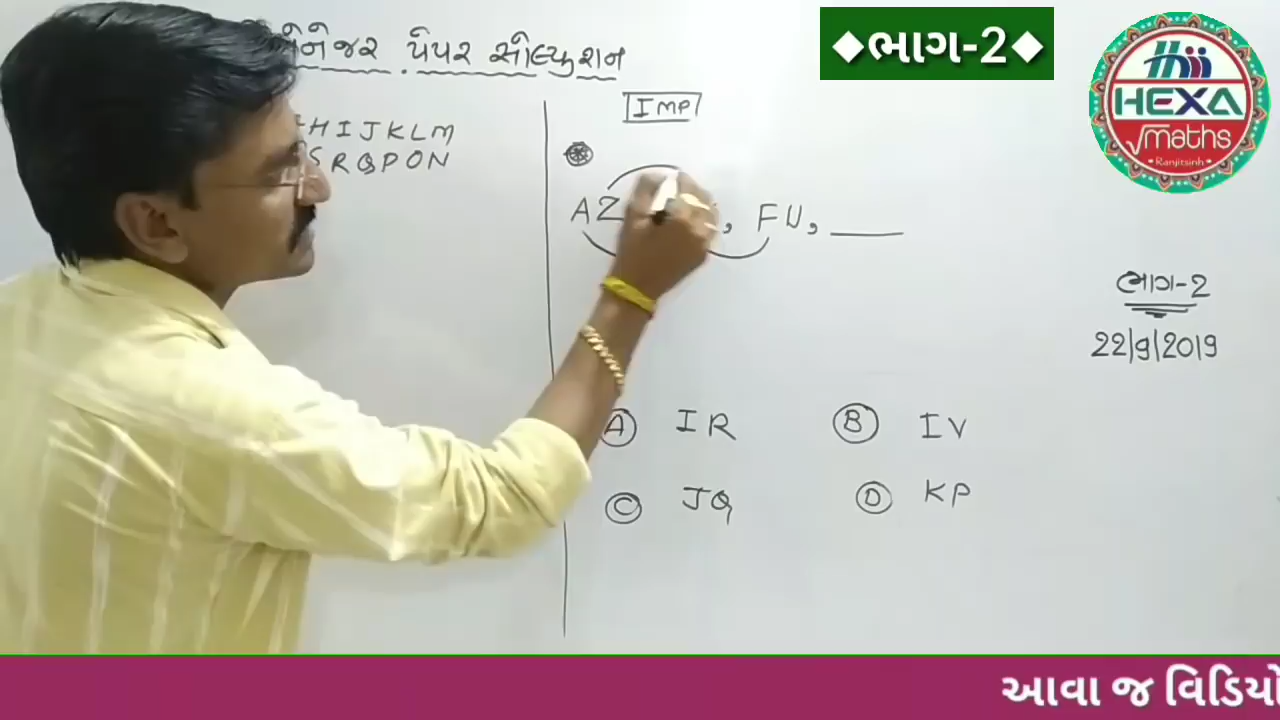 ◆ભાગ-2◆
પેપર સોલ્યુશન
HIJKLM
SRQPON
IMP
AZ , FU, ____
ભાગ-2
22/9/2019
A IR
B IV
C JQ
D KP
HEXA
maths
Ranjitsinh
આવા જ